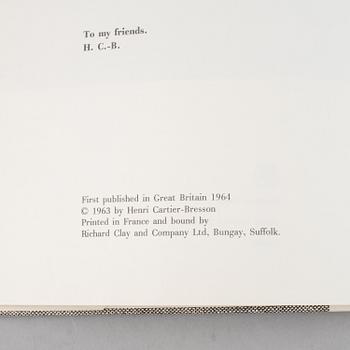 To my friends.
H. C.-B.
First published in Great Britain 1964
© 1963 by Henri Cartier-Bresson
Printed in France and bound by
Richard Clay and Company Ltd, Bungay, Suffolk.